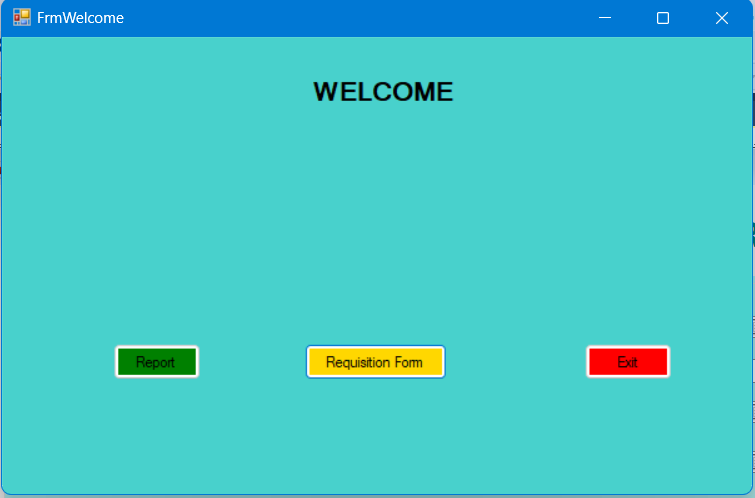 FrmWelcome
WELCOME
Report
Requisition Form
Exit